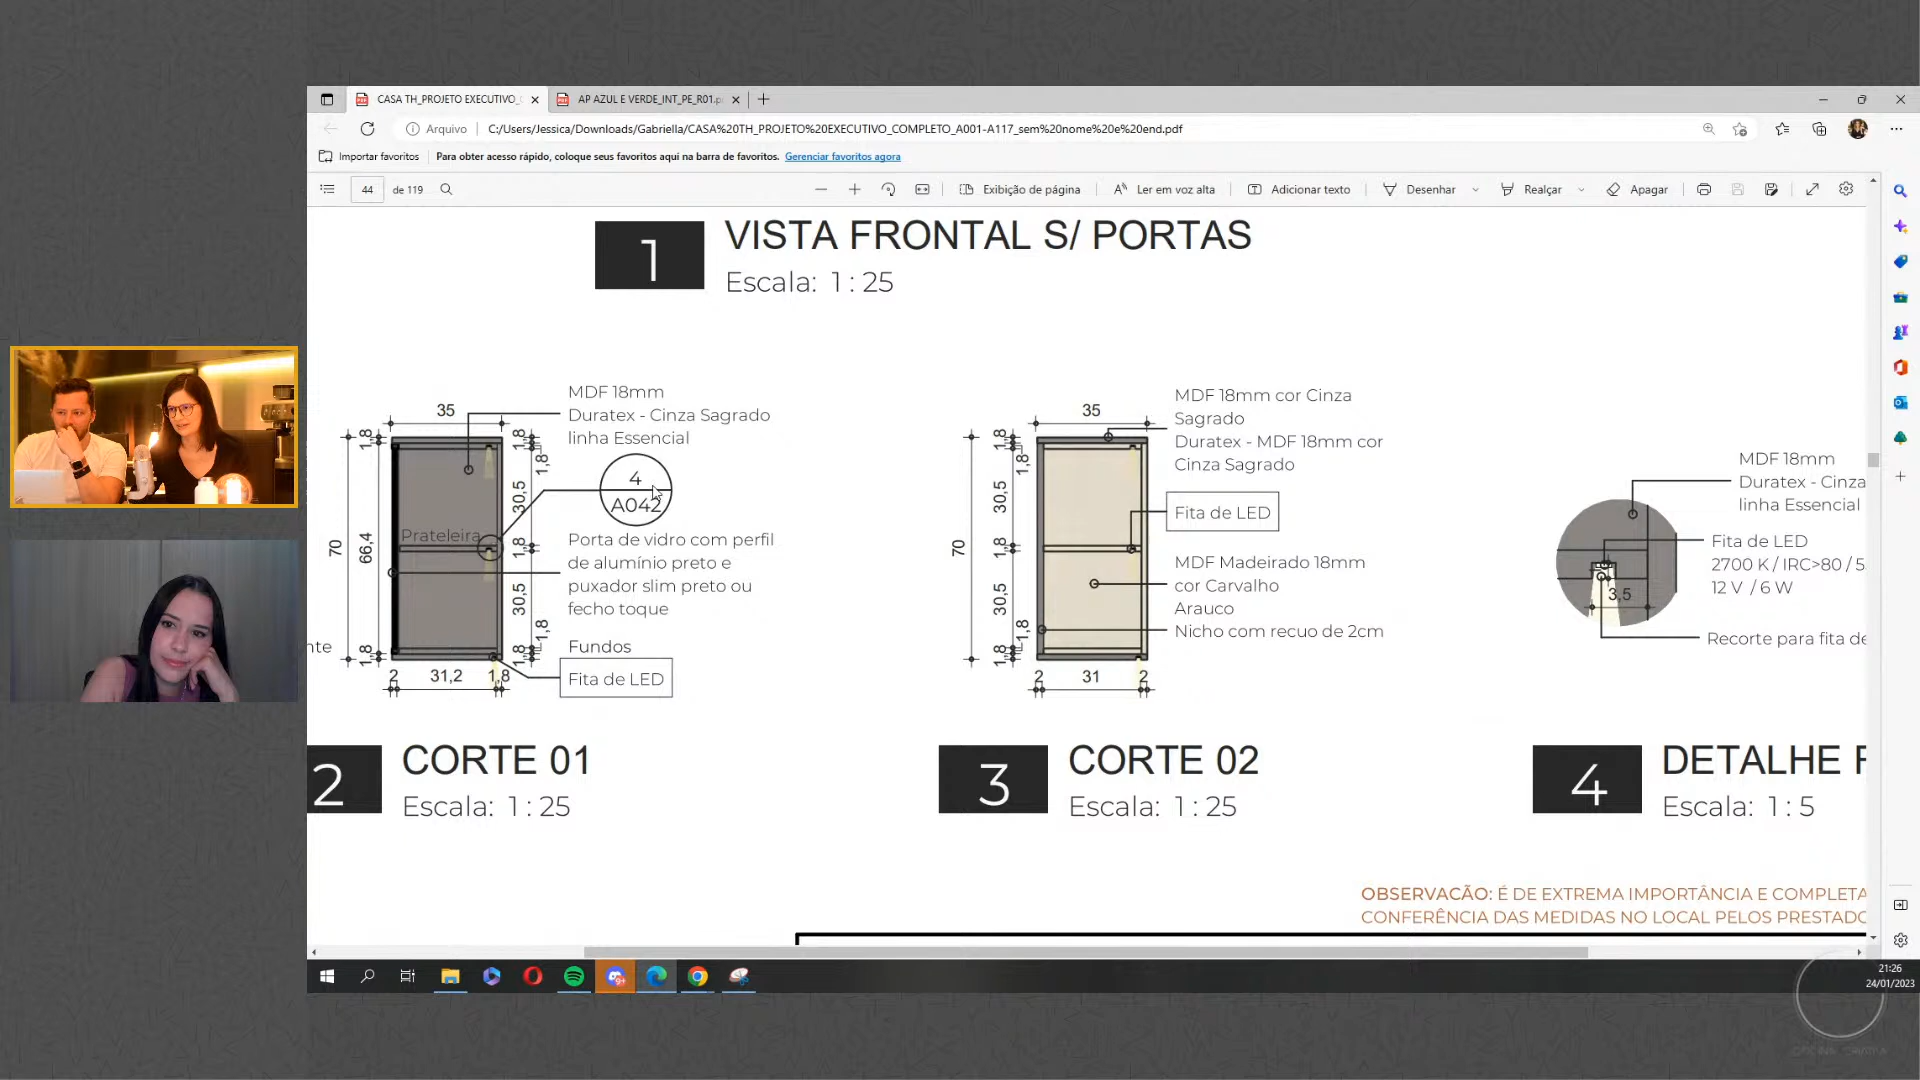 CASA TH_PROJETO EXECUTIVO_
AP AZUL E VERDE_INT_PE_R01.p
Arquivo
C:/Users/Jessica/Downloads/Gabriella/CASA%20TH_PROJETO%20EXECUTIVO_COMPLETO_A001-A117_sem%20nome%20e%20end.pdf
Importar favoritos
Para obter acesso rápido, coloque seus favoritos aqui na barra de favoritos. Gerenciar favoritos agora
44 de 119
Exibição de página
Ler em voz alta
Adicionar texto
Desenhar
Realçar
Apagar
1
VISTA FRONTAL S/ PORTAS
Escala: 1 : 25
35
MDF 18mm
Duratex - Cinza Sagrado
linha Essencial
4
A042
Prateleira
Porta de vidro com perfil
de alumínio preto e
puxador slim preto ou
fecho toque
Fundos
Fita de LED
nte
70
66,4
1,8
1,8
1,8
1,8
30,5
1,8
30,5
1,8
1,8
2
31,2
1,8
2
CORTE 01
Escala: 1 : 25
35
MDF 18mm cor Cinza
Sagrado
Duratex - MDF 18mm cor
Cinza Sagrado
Fita de LED
MDF Madeirado 18mm
cor Carvalho
Arauco
Nicho com recuo de 2cm
70
1,8
1,8
30,5
1,8
30,5
1,8
1,8
2
31
2
3
CORTE 02
Escala: 1 : 25
MDF 18mm
Duratex - Cinza
linha Essencial
Fita de LED
2700 K / IRC>80 / 5
12 V / 6 W
3,5
Recorte para fita de
4
DETALHE F
Escala: 1 : 5
OBSERVACÃO: É DE EXTREMA IMPORTÂNCIA E COMPLETA
CONFERÊNCIA DAS MEDIDAS NO LOCAL PELOS PRESTADO
9+
21:26
24/01/2023